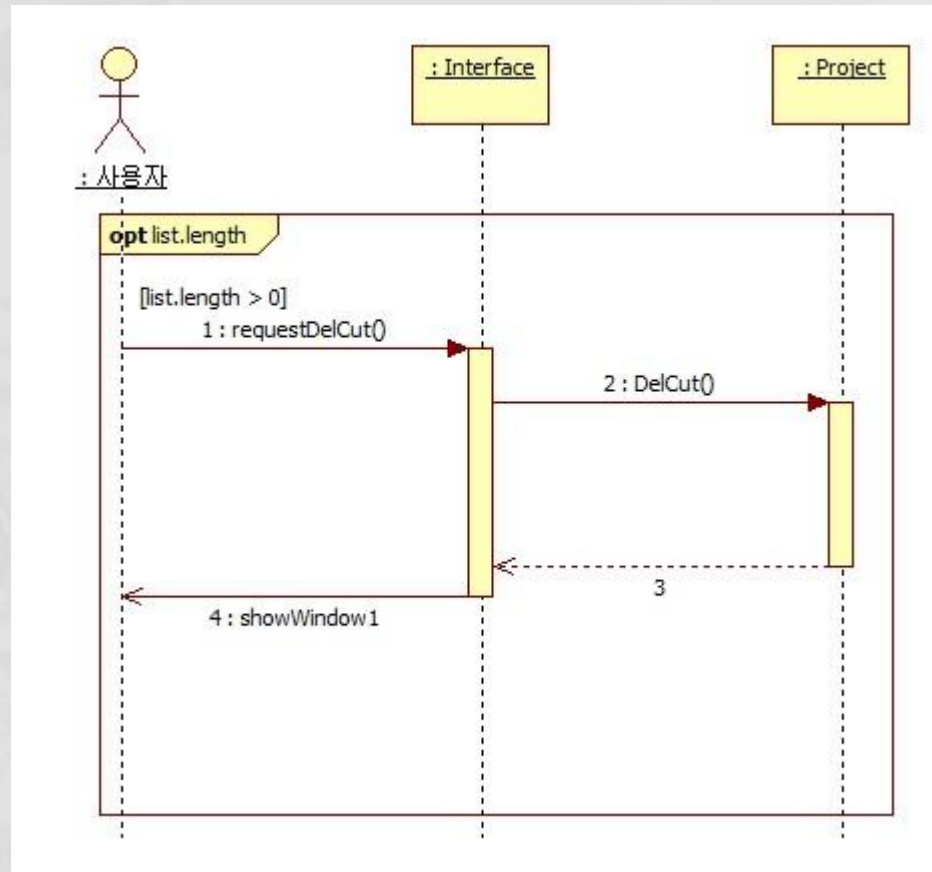 : Interface
: Project
: 사용자
opt list.length
[list.length > 0]
1 : requestDelCut()
2 : DelCut()
3
4 : showWindow1